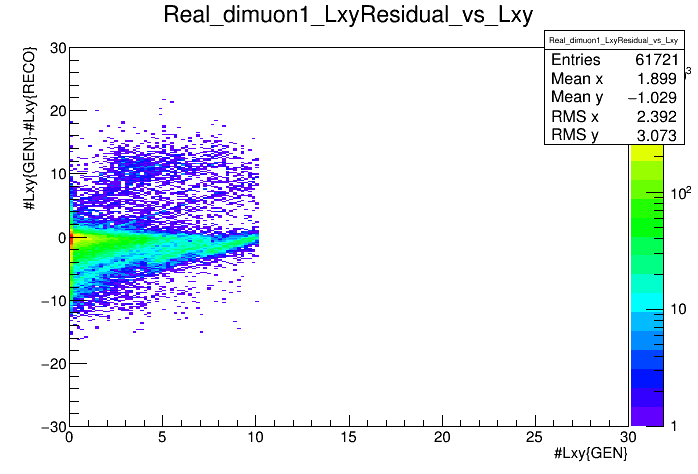 Real_dimuon1_LxyResidual_vs_Lxy
Real_dimuon1_LxyResidual_vs_Lxy
Entries 61721
Mean x 1.899
Mean y −1.029
RMS x 2.392
RMS y 3.073
#Lxy{GEN}-#Lxy{RECO}
30
20
10
0
−10
−20
−30
0 5 10 15 20 25 30
#Lxy{GEN}
3
10²
10
1